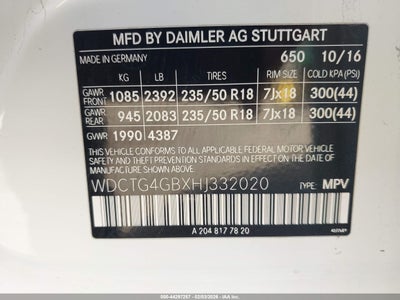 MFD BY DAIMLER AG STUTTGART
MADE IN GERMANY 650 10/16
KG LB TIRES RIM SIZE COLD KPA(PSI)
GAWR FRONT 1085 2392 235/50 R18 7Jx18 300(44)
GAWR REAR 945 2083 235/50 R18 7Jx18 300(44)
GVWR 1990 4387
THIS VEHICLE CONFORMS TO ALL APPLICABLE FEDERAL MOTOR
VEHICLE SAFETY, BUMPER, AND THEFT PREVENTION STANDARDS IN
EFFECT ON THE DATE OF MANUFACTURE SHOWN ABOVE.
WDCTG4GBXHJ332020 TYPE: MPV
A 204 817 78 20